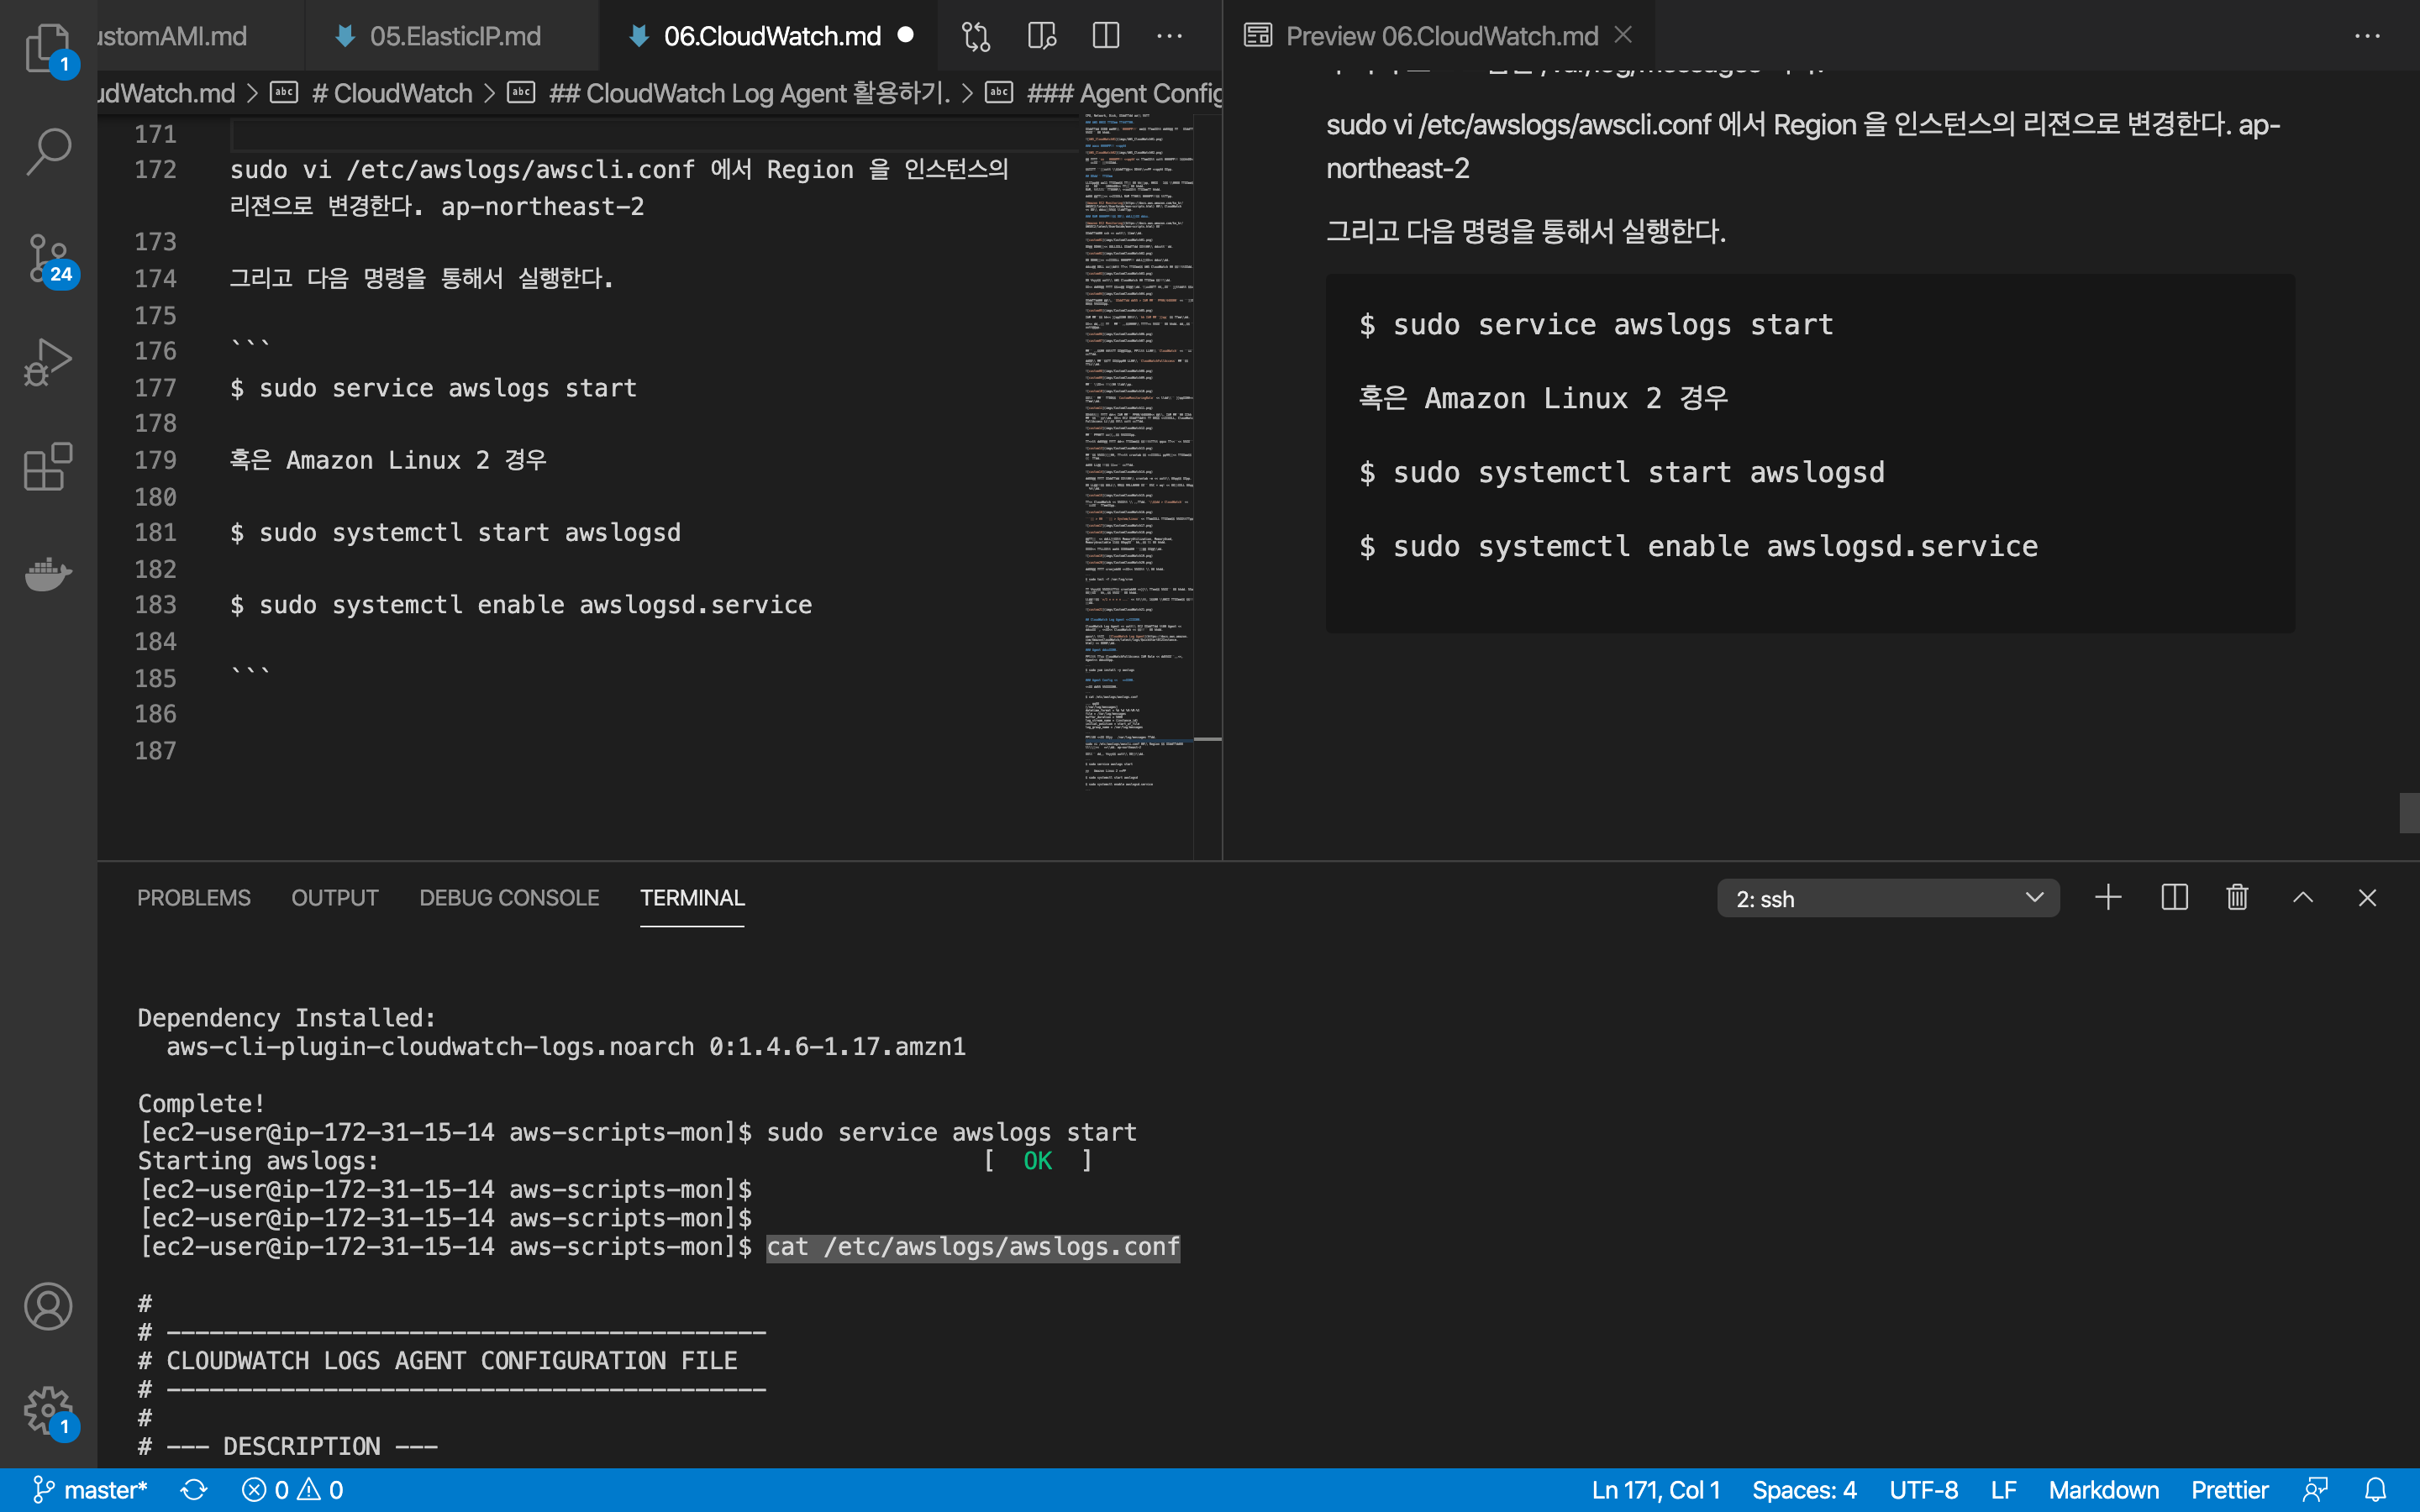 ustomAMI.md
05.ElasticIP.md
06.CloudWatch.md
Preview 06.CloudWatch.md
udWatch.md > # CloudWatch > ## CloudWatch Log Agent 활용하기. > ### Agent Config
171
172 sudo vi /etc/awslogs/awscli.conf 에서 Region 을 인스턴스의
리젼으로 변경한다. ap-northeast-2
173
174 그리고 다음 명령을 통해서 실행한다.
175
176 ```
177 $ sudo service awslogs start
178
179 혹은 Amazon Linux 2 경우
180
181 $ sudo systemctl start awslogsd
182
183 $ sudo systemctl enable awslogsd.service
184
185 ```
186
187
sudo vi /etc/awslogs/awscli.conf 에서 Region 을 인스턴스의 리젼으로 변경한다. ap-
northeast-2
그리고 다음 명령을 통해서 실행한다.
$ sudo service awslogs start
혹은 Amazon Linux 2 경우
$ sudo systemctl start awslogsd
$ sudo systemctl enable awslogsd.service
1
24
1
PROBLEMS OUTPUT DEBUG CONSOLE TERMINAL
2: ssh
Dependency Installed:
aws-cli-plugin-cloudwatch-logs.noarch 0:1.4.6-1.17.amzn1
Complete!
[ec2-user@ip-172-31-15-14 aws-scripts-mon]$ sudo service awslogs start
Starting awslogs: [ OK ]
[ec2-user@ip-172-31-15-14 aws-scripts-mon]$
[ec2-user@ip-172-31-15-14 aws-scripts-mon]$
[ec2-user@ip-172-31-15-14 aws-scripts-mon]$ cat /etc/awslogs/awslogs.conf
#
# ------------------------------------------
# CLOUDWATCH LOGS AGENT CONFIGURATION FILE
# ------------------------------------------
#
# --- DESCRIPTION ---
master* 0 0
Ln 171, Col 1 Spaces: 4 UTF-8 LF Markdown Prettier